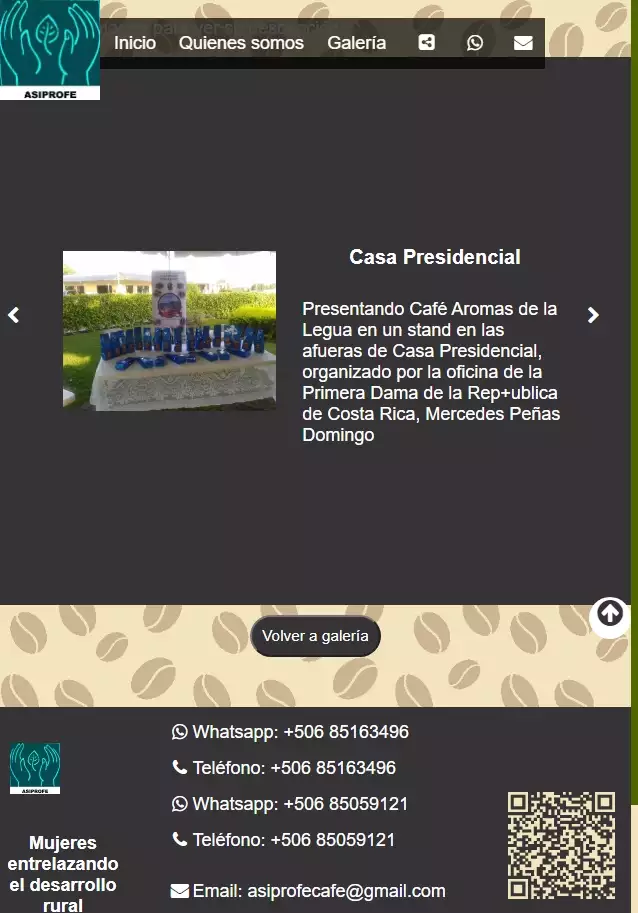 Inicio Quienes somos Galería
ASIPROFE
Casa Presidencial
Presentando Café Aromas de la
Legua en un stand en las
afueras de Casa Presidencial,
organizado por la oficina de la
Primera Dama de la Rep+ublica
de Costa Rica, Mercedes Peñas
Domingo
Volver a galería
Whatsapp: +506 85163496
Teléfono: +506 85163496
Whatsapp: +506 85059121
Teléfono: +506 85059121
Email: asiprofecafe@gmail.com
ASIPROFE
Mujeres
entrelazando
el desarrollo
rural